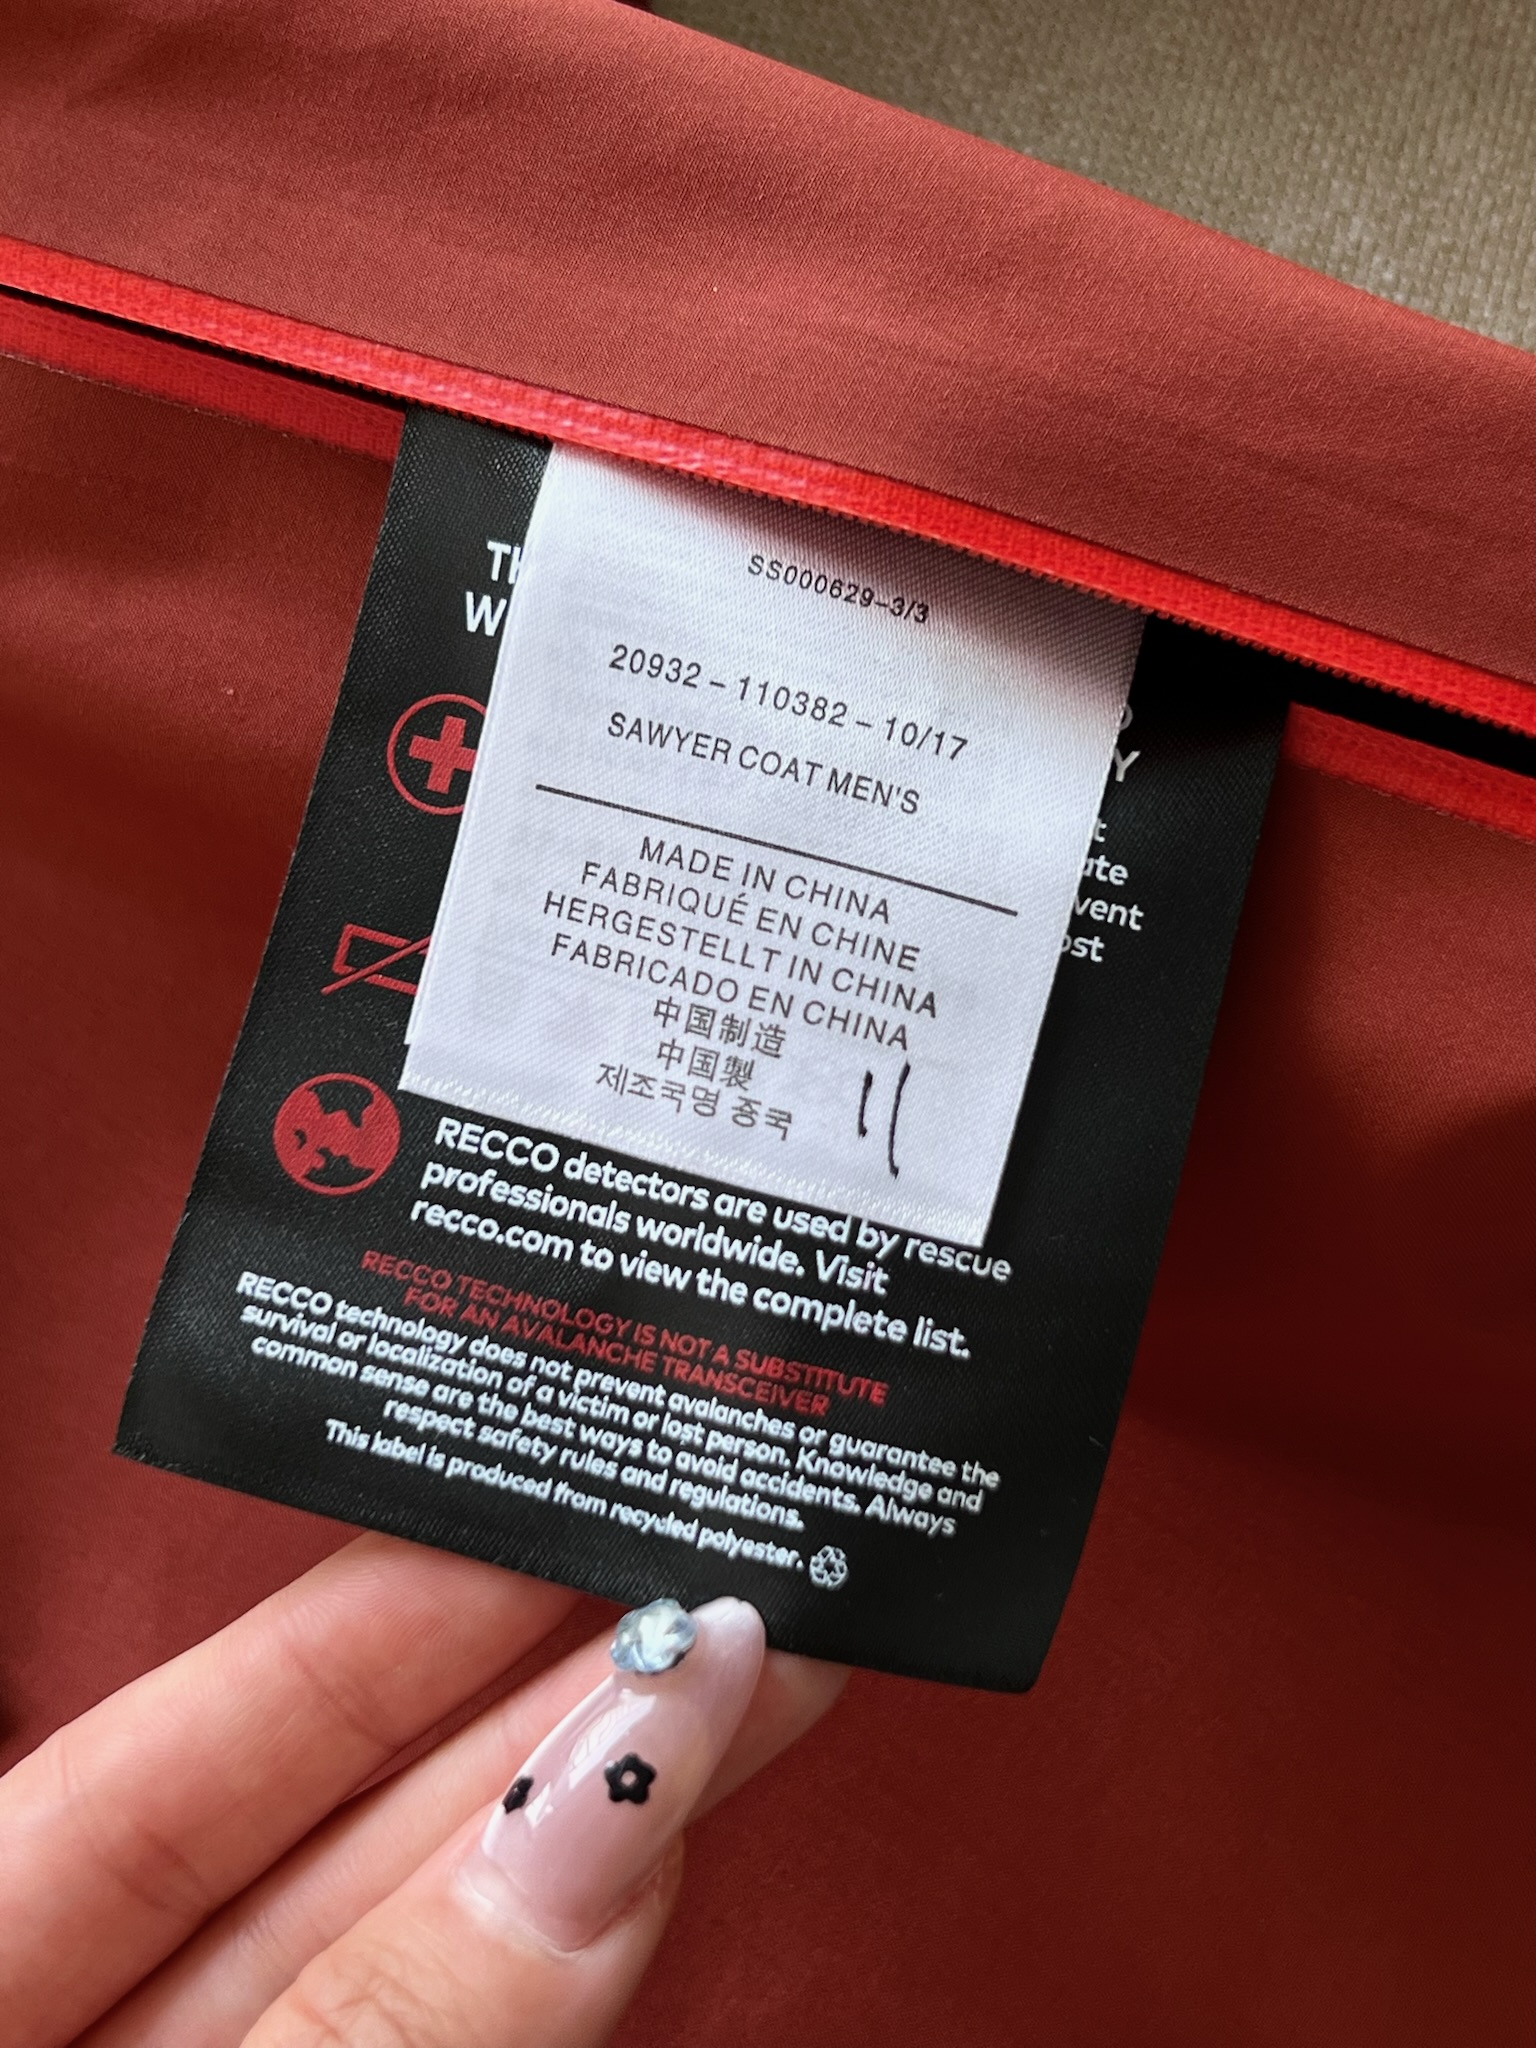 SS000629-3/3
20932-110382-10/17
SAWYER COAT MEN'S
MADE IN CHINA
FABRIQUÉ EN CHINE
HERGESTELLT IN CHINA
FABRICADO EN CHINA
中国制造
中国製
제조국명 중국
11
RECCO detectors are used by rescue
professionals worldwide. Visit
recco.com to view the complete list.
RECCO TECHNOLOGY IS NOT A SUBSTITUTE
FOR AN AVALANCHE TRANSCEIVER
RECCO technology does not prevent avalanches or guarantee the
survival or localization of a victim or lost person. Knowledge and
common sense are the best ways to avoid accidents. Always
respect safety rules and regulations.
This label is produced from recycled polyester.